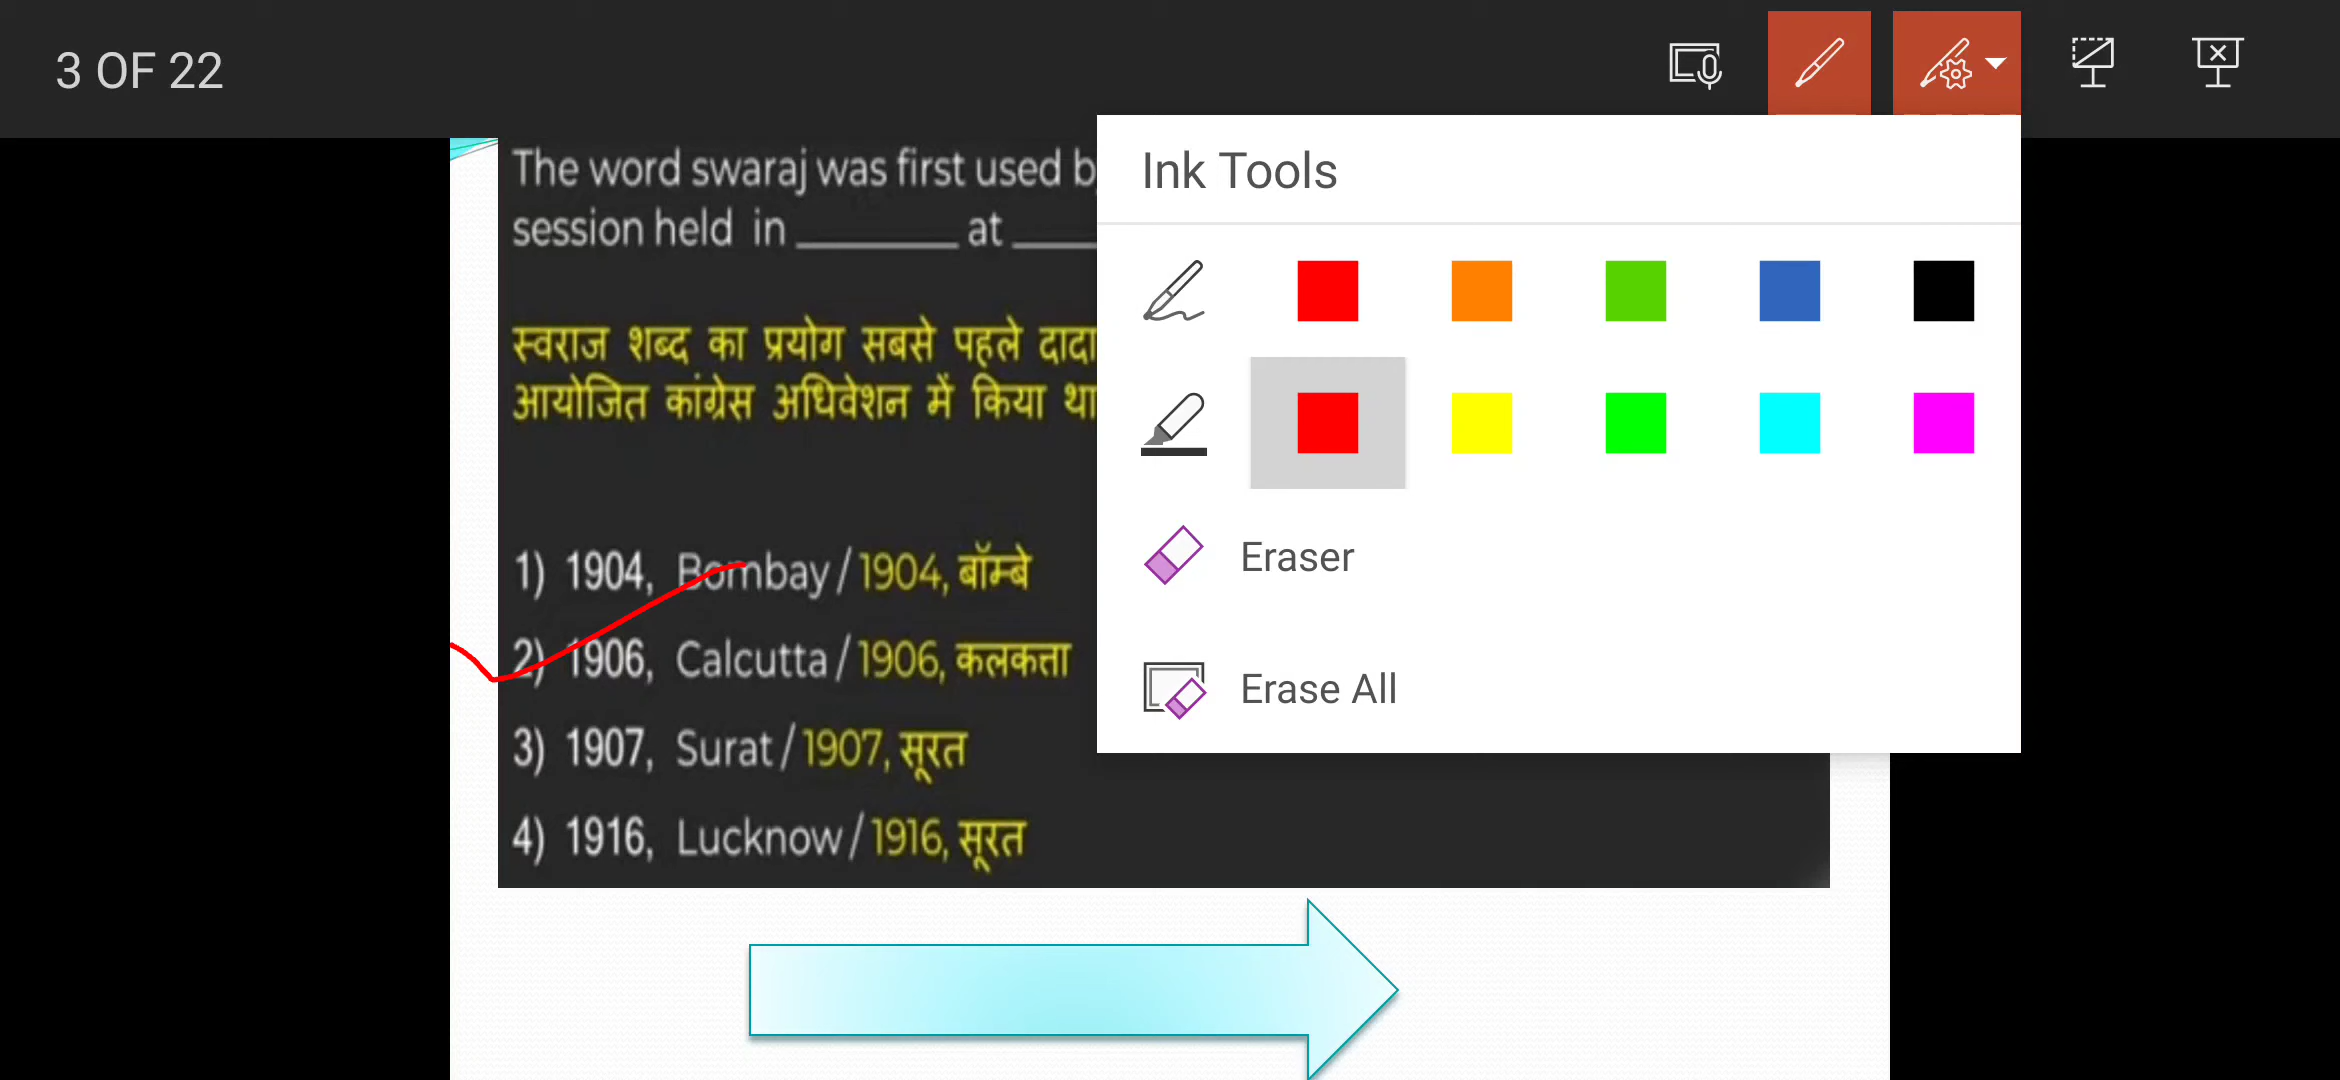 3 OF 22
Ink Tools
The word swaraj was first used
session held in ________ at ____
स्वराज शब्द का प्रयोग सबसे पहले दादा
आयोजित कांग्रेस अधिवेशन में किया था
1) 1904, Bombay / 1904, बॉम्बे
2) 1906, Calcutta / 1906, कलकत्ता
3) 1907, Surat / 1907, सूरत
4) 1916, Lucknow / 1916, सूरत
Eraser
Erase All